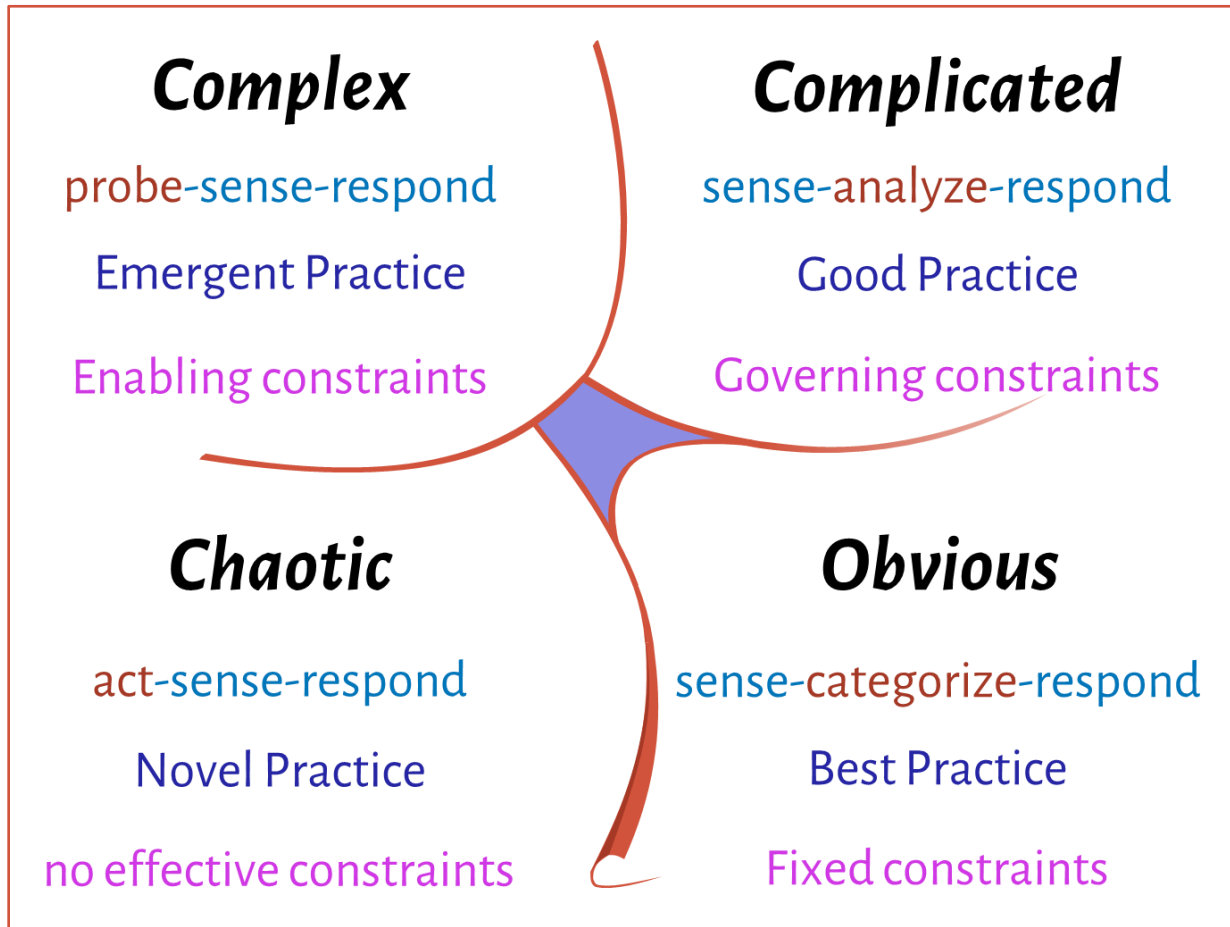 Complex
probe-sense-respond
Emergent Practice
Enabling constraints
Complicated
sense-analyze-respond
Good Practice
Governing constraints
Chaotic
act-sense-respond
Novel Practice
no effective constraints
Obvious
sense-categorize-respond
Best Practice
Fixed constraints